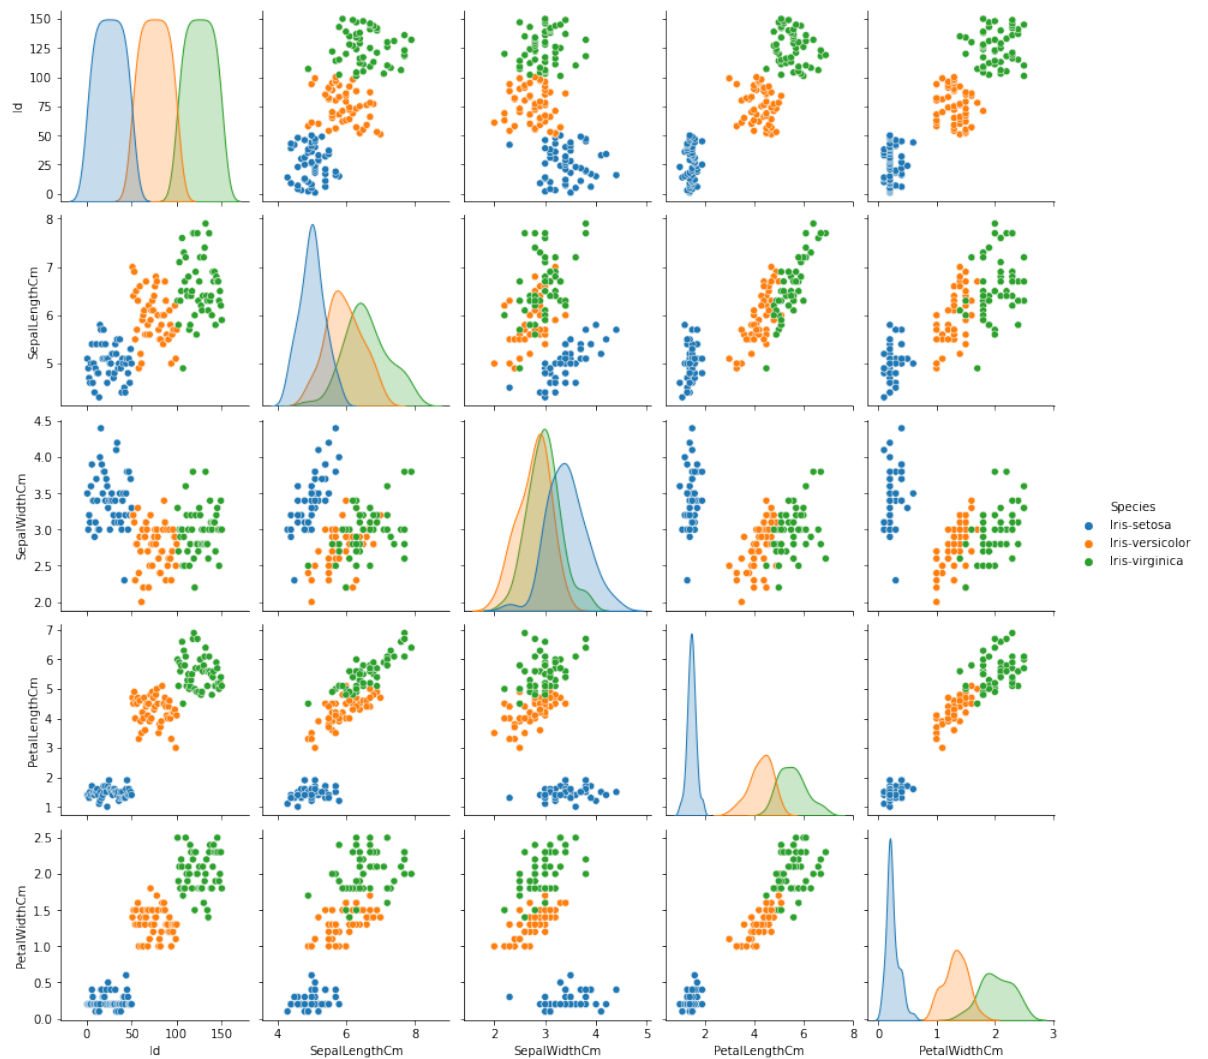 150
125
100
75
50
25
0
Id
8
7
6
5
SepalLengthCm
4.5
4.0
3.5
3.0
2.5
2.0
SepalWidthCm
Species
Iris-setosa
Iris-versicolor
Iris-virginica
7
6
5
4
3
2
1
PetalLengthCm
2.5
2.0
1.5
1.0
0.5
0.0
PetalWidthCm
0 50 100 150
4 6 8
2 3 4 5
2 4 6 8
0 1 2 3
Id SepalLengthCm SepalWidthCm PetalLengthCm PetalWidthCm